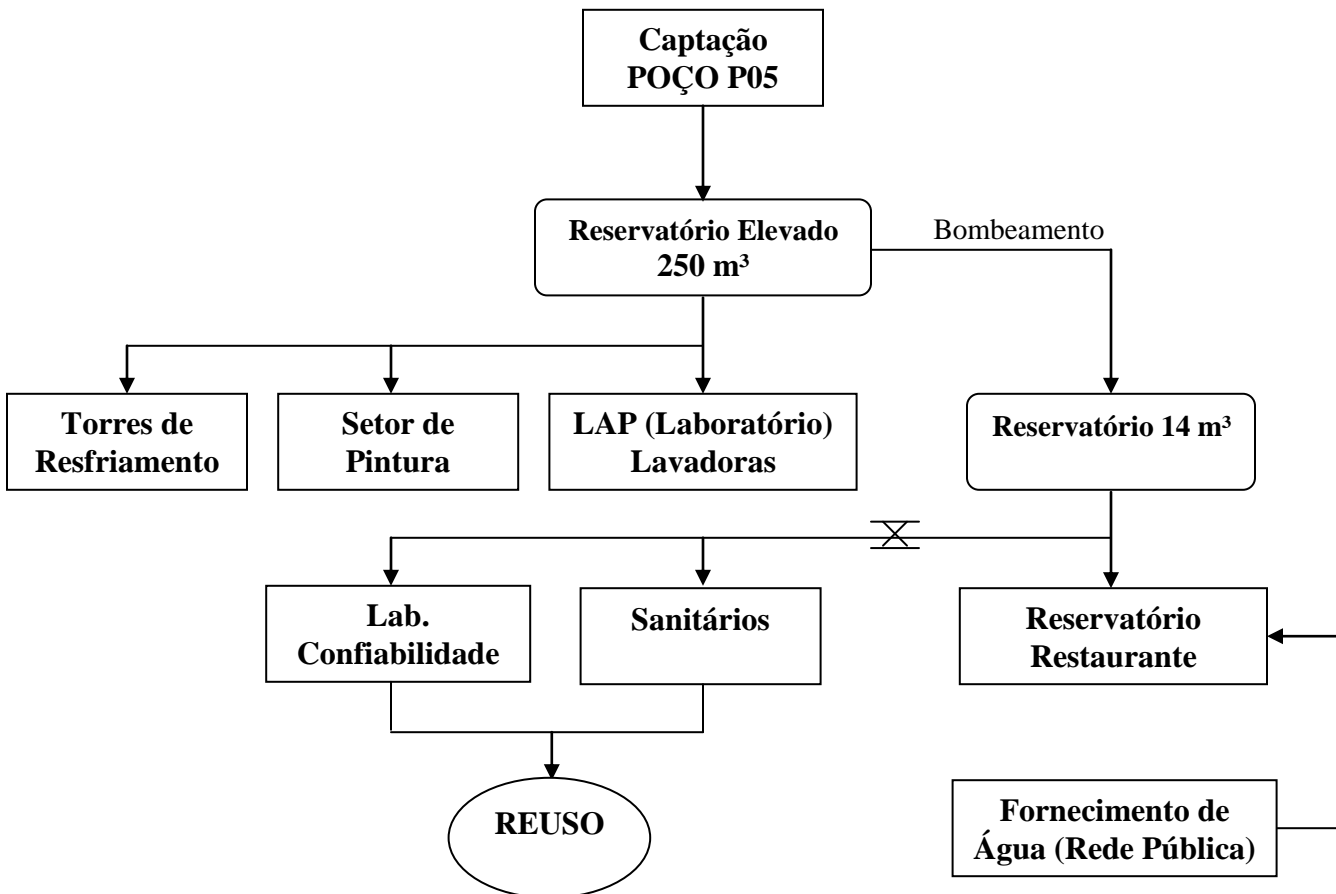 Captação
POÇO P05
Reservatório Elevado
250 m³
Bombeamento
Torres de
Resfriamento
Setor de
Pintura
LAP (Laboratório)
Lavadoras
Reservatório 14 m³
Lab.
Confiabilidade
Sanitários
Reservatório
Restaurante
REUSO
Fornecimento de
Água (Rede Pública)